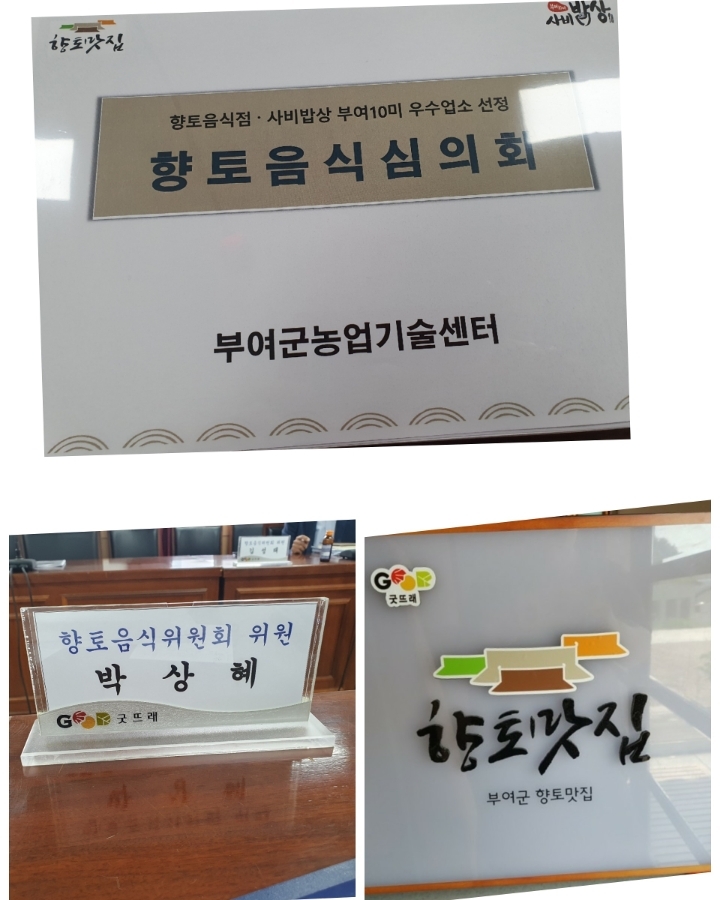 향토맛집
사비밥상
향토음식점 · 사비밥상 부여10미 우수업소 선정
향토음식심의회
부여군농업기술센터
향토음식위원회 위원
박 상 혜
GOOD 굿뜨래
GOOD
굿뜨래
향토맛집
부여군 향토맛집